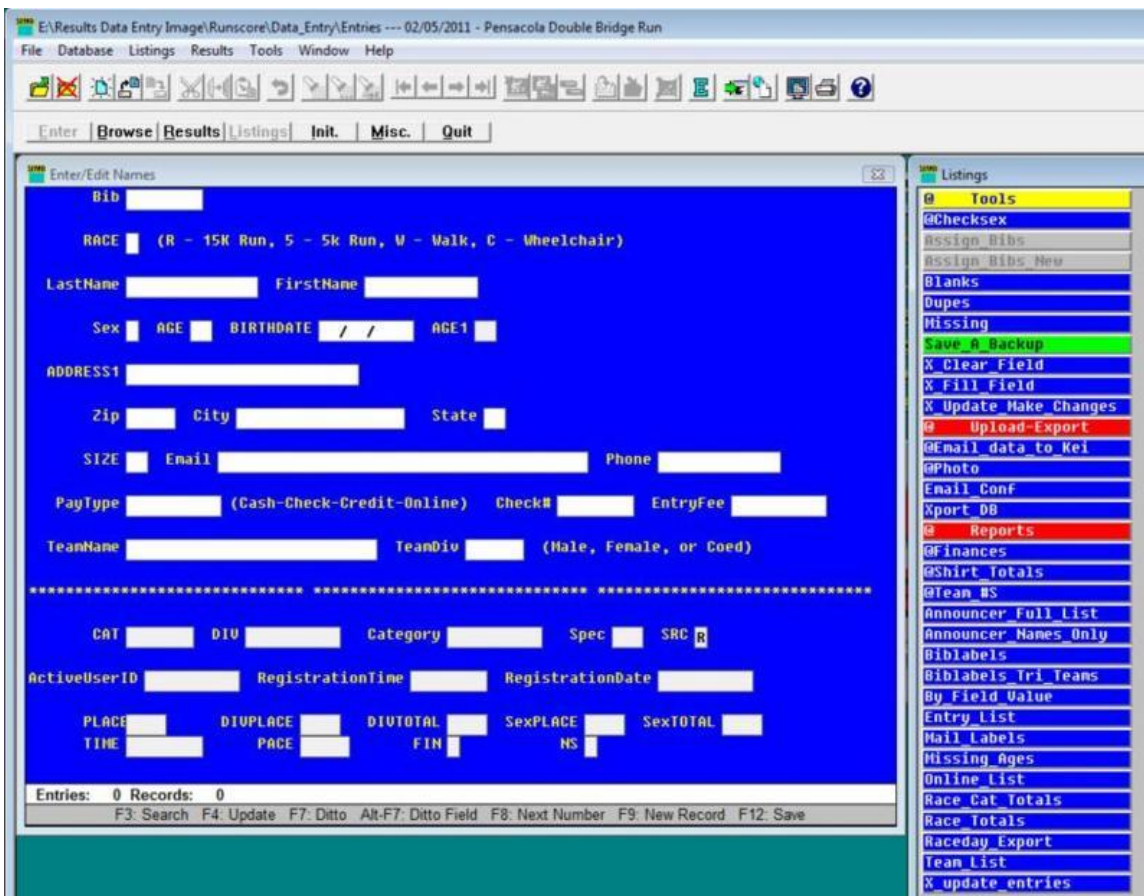 E:\Results Data Entry Image\Runscore\Data_Entry\Entries --- 02/05/2011 - Pensacola Double Bridge Run
File Database Listings Results Tools Window Help
Enter Browse Results Listings Init. Misc. Quit
Enter/Edit Names
Bib
RACE (R - 15K Run, 5 - 5k Run, W - Walk, C - Wheelchair)
LastName FirstName
Sex AGE BIRTHDATE / / AGE1
ADDRESS1
Zip City State
SIZE Email Phone
PayType (Cash-Check-Credit-Online) Check# EntryFee
TeamName TeamDiv (Male, Female, or Coed)
****************************** ****************************** ******************************
CAT DIV Category Spec SRC R
ActiveUserID RegistrationTime RegistrationDate
PLACE DIVPLACE DIVTOTAL SexPLACE SexTOTAL
TIME PACE FIN NS
Entries: 0 Records: 0
F3: Search F4: Update F7: Ditto Alt-F7: Ditto Field F8: Next Number F9: New Record F12: Save
Listings
@ Tools
@Checksex
Assign_Bibs
Assign_Bibs_New
Blanks
Dupes
Missing
Save_A_Backup
X_Clear_Field
X_Fill_Field
X_Update_Make_Changes
@ Upload-Export
@Email_data_to_Kei
@Photo
Email_Conf
Xport_DB
@ Reports
@Finances
@Shirt_Totals
@Team_#S
Announcer_Full_List
Announcer_Names_Only
Biblabels
Biblabels_Tri_Teams
By_Field_Value
Entry_List
Mail_Labels
Missing_Ages
Online_List
Race_Cat_Totals
Race_Totals
Raceday_Export
Team_List
X_update_entries